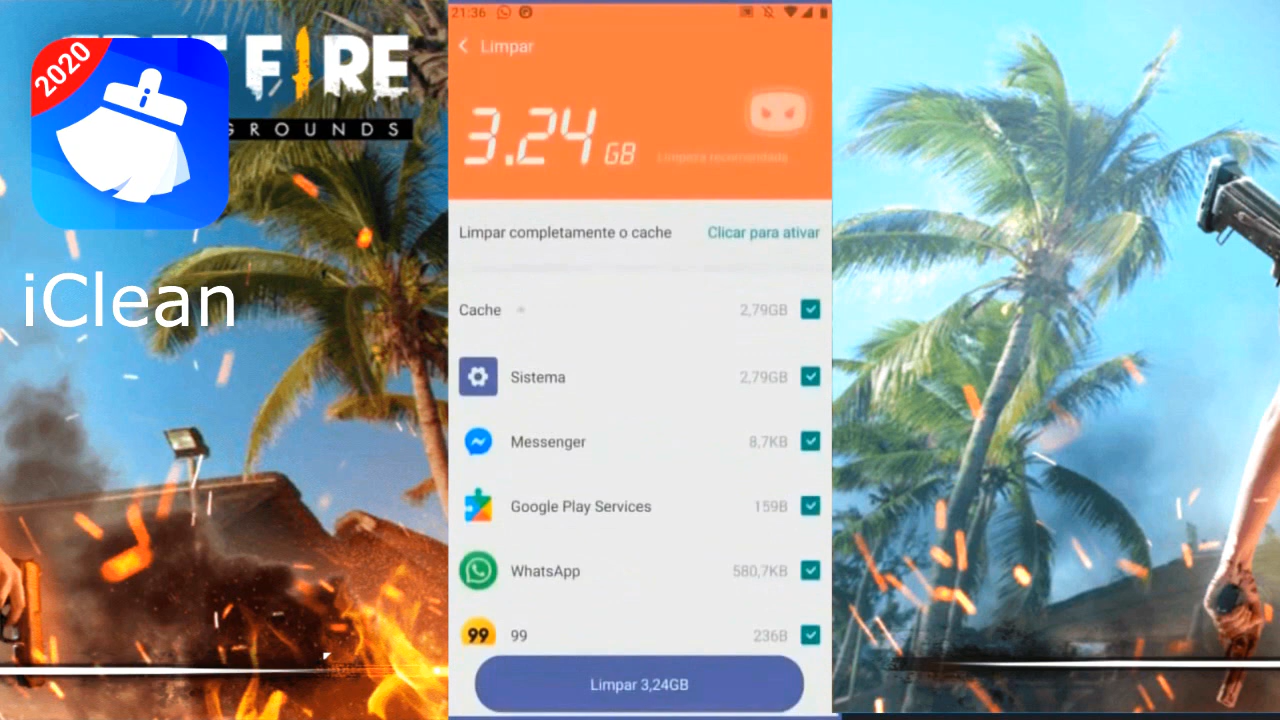 2020
FIRE
GROUNDS
iClean
21:36
Limpar
3.24 GB
Limpeza recomendada
Limpar completamente o cache Clicar para ativar
Cache 2,79GB
Sistema 2,79GB
Messenger 8,7KB
Google Play Services 159B
WhatsApp 580,7KB
99 99 236B
Limpar 3,24GB